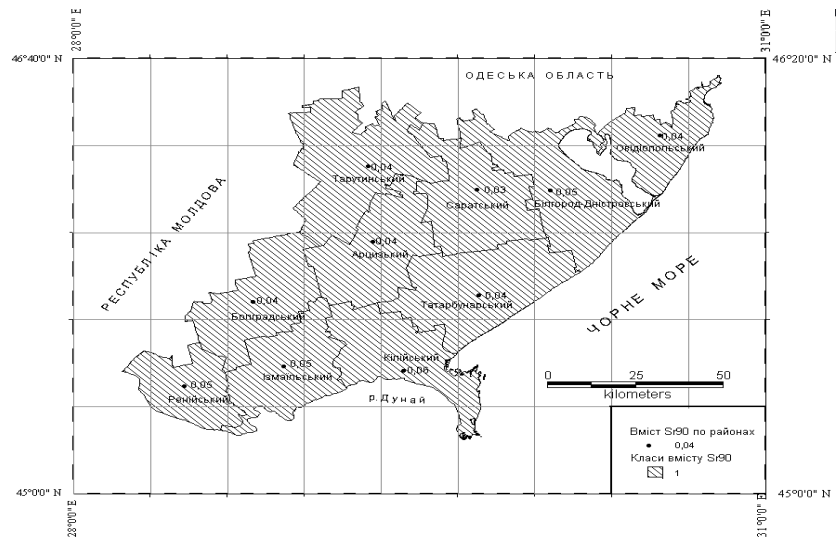 28°0'0" E
31°0'0" E
46°40'0" N
46°20'0" N
ОДЕСЬКА ОБЛАСТЬ
0,04
Овідіопольський
0,04
Тарутинський
0,03
Саратський
0,05
Білгород-Дністровський
РЕСПУБЛІКА МОЛДОВА
0,04
Арцизький
0,04
Татарбунарський
ЧОРНЕ МОРЕ
0,04
Болградський
Кілійський
0,06
0,05
Ізмаїльський
0,05
Ренійський
р.Дунай
0 25 50
kilometers
Вміст Sr90 по районах
0,04
Класи вмісту Sr90
1
45°0'0" N
45°0'0" N
28°0'0" E
31°0'0" E